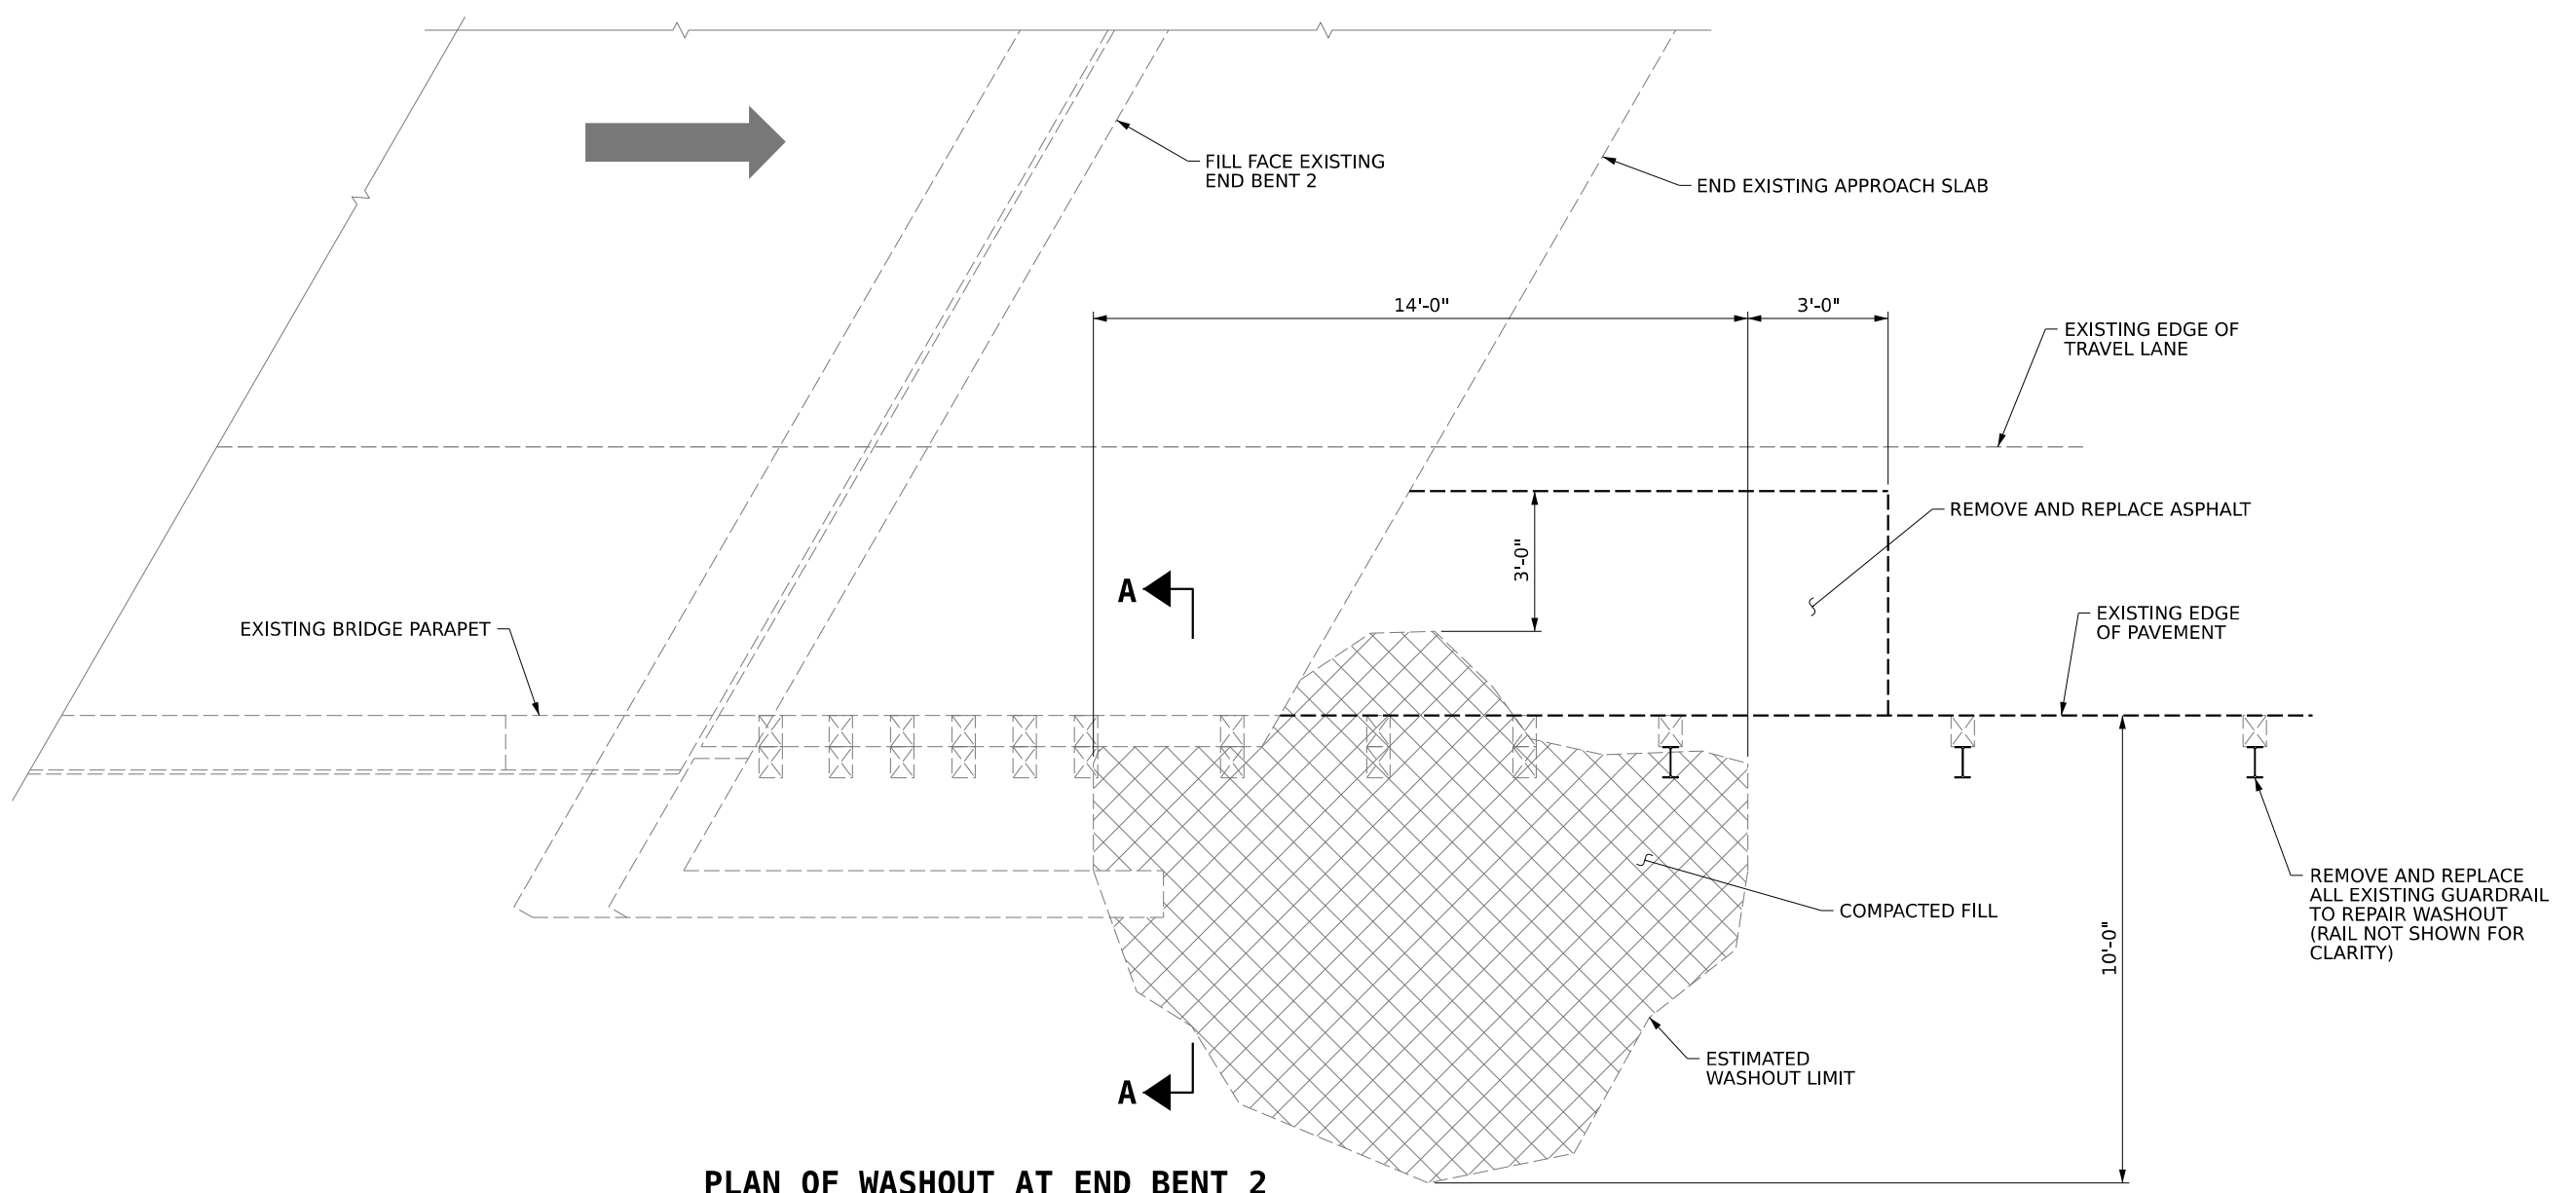 FILL FACE EXISTING
END BENT 2
END EXISTING APPROACH SLAB
14'-0"
3'-0"
EXISTING EDGE OF
TRAVEL LANE
REMOVE AND REPLACE ASPHALT
3'-0"
A
EXISTING BRIDGE PARAPET
EXISTING EDGE
OF PAVEMENT
REMOVE AND REPLACE
ALL EXISTING GUARDRAIL
TO REPAIR WASHOUT
(RAIL NOT SHOWN FOR
CLARITY)
COMPACTED FILL
10'-0"
ESTIMATED
WASHOUT LIMIT
A
PLAN OF WASHOUT AT END BENT 2